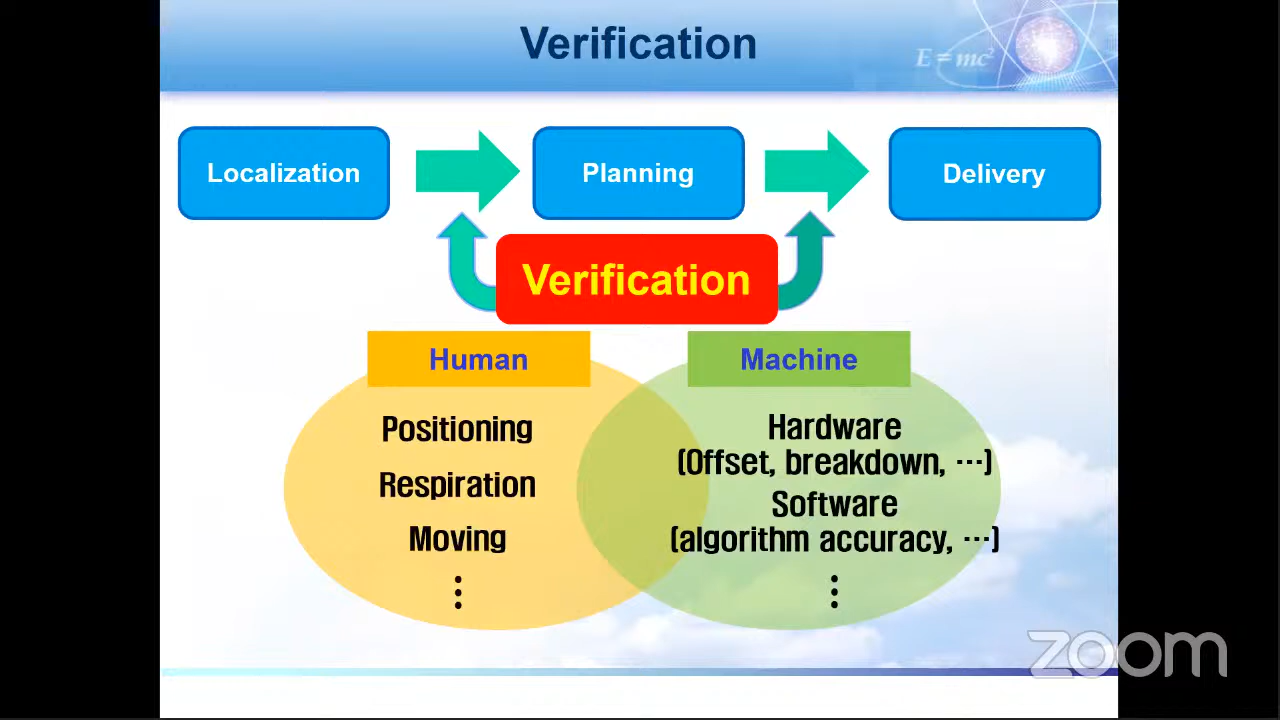 Verification
E = mc²
Localization
Planning
Delivery
Verification
Human
Machine
Positioning
Respiration
Moving
⋮
Hardware
(Offset, breakdown, ⋯)
Software
(algorithm accuracy, ⋯)
⋮
zoom